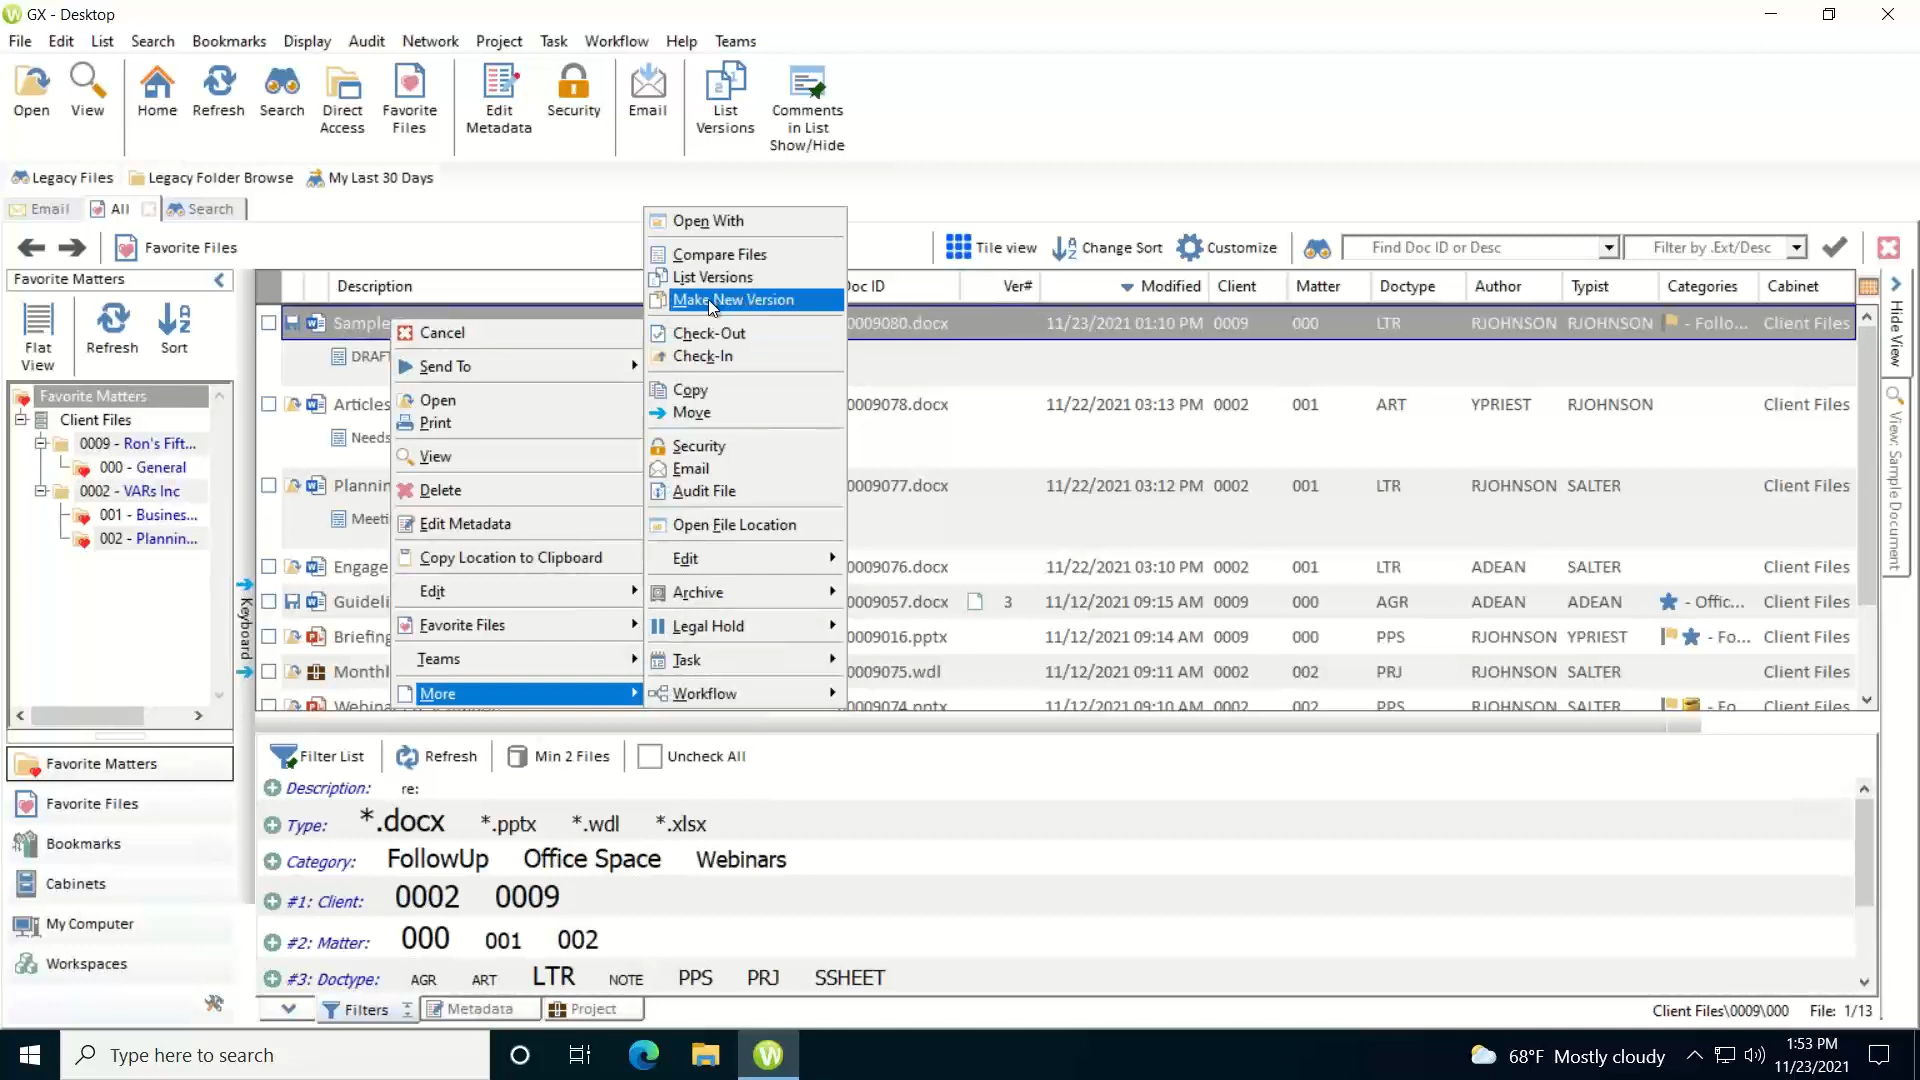 GX - Desktop
File Edit List Search Bookmarks Display Audit Network Project Task Workflow Help Teams
Open View Home Refresh Search Direct Access Favorite Files Edit Metadata Security Email List Versions Comments in List Show/Hide
Legacy Files Legacy Folder Browse My Last 30 Days
Email All Search
Favorite Files Tile view Change Sort Customize Find Doc ID or Desc Filter by .Ext/Desc
Favorite Matters
Flat View Refresh Sort
Favorite Matters
Client Files
0009 - Ron's Fift...
000 - General
0002 - VARs Inc
001 - Busines...
002 - Plannin...
Favorite Matters
Favorite Files
Bookmarks
Cabinets
My Computer
Workspaces
Keyboard
Description Doc ID Ver# Modified Client Matter Doctype Author Typist Categories Cabinet
Sample 0009080.docx 11/23/2021 01:10 PM 0009 000 LTR RJOHNSON RJOHNSON - Follo... Client Files
DRAFT
Articles 0009078.docx 11/22/2021 03:13 PM 0002 001 ART YPRIEST RJOHNSON Client Files
Needs
Plannin 0009077.docx 11/22/2021 03:12 PM 0002 001 LTR RJOHNSON SALTER Client Files
Meeti
Engage 0009076.docx 11/22/2021 03:10 PM 0002 001 LTR ADEAN SALTER Client Files
Guideli 0009057.docx 3 11/12/2021 09:15 AM 0009 000 AGR ADEAN ADEAN - Offic... Client Files
Briefing 0009016.pptx 11/12/2021 09:14 AM 0009 000 PPS RJOHNSON YPRIEST - Fo... Client Files
Monthl 0009075.wdl 11/12/2021 09:11 AM 0002 002 PRJ RJOHNSON SALTER Client Files
Webina 0009074.pptx 11/12/2021 09:10 AM 0002 002 PPS RJOHNSON SALTER - Fo Client Files
Cancel
Send To
Open
Print
View
Delete
Edit Metadata
Copy Location to Clipboard
Edit
Favorite Files
Teams
More
Open With
Compare Files
List Versions
Make New Version
Check-Out
Check-In
Copy
Move
Security
Email
Audit File
Open File Location
Edit
Archive
Legal Hold
Task
Workflow
Hide View
View: Sample Document
Filter List Refresh Min 2 Files Uncheck All
Description: re:
Type: *.docx *.pptx *.wdl *.xlsx
Category: FollowUp Office Space Webinars
#1: Client: 0002 0009
#2: Matter: 000 001 002
#3: Doctype: AGR ART LTR NOTE PPS PRJ SSHEET
Filters Metadata Project
Client Files\0009\000 File: 1/13
Type here to search
68°F Mostly cloudy
1:53 PM
11/23/2021